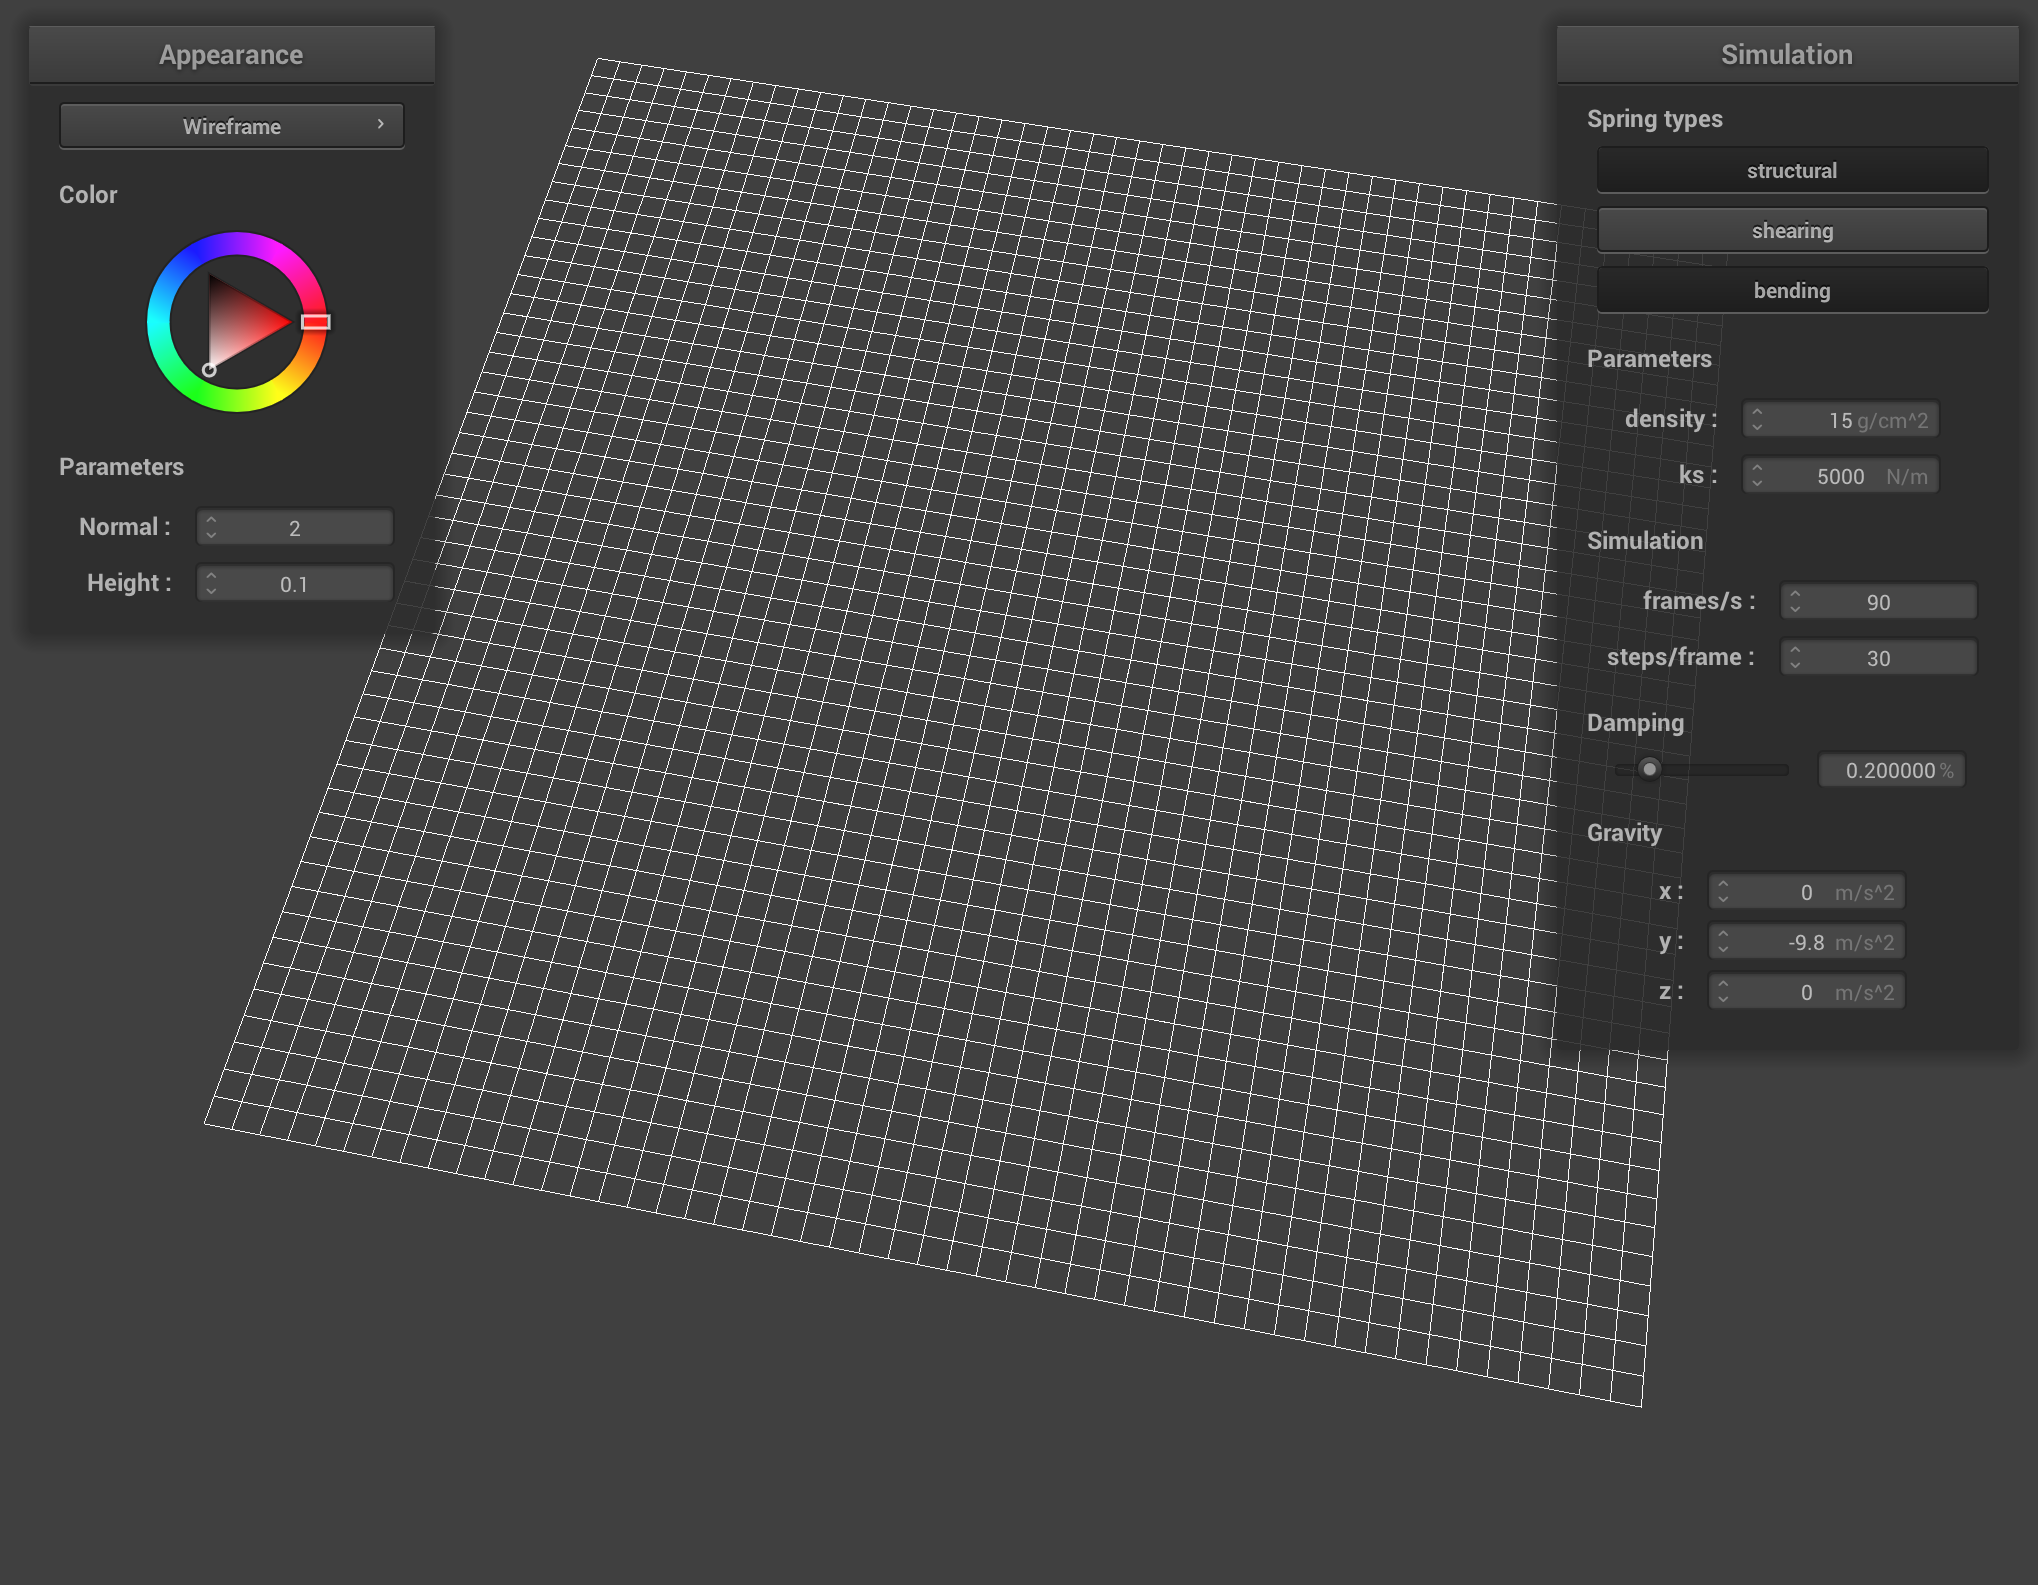 Appearance
Wireframe
Color
Parameters
Normal : 2
Height : 0.1
Simulation
Spring types
structural
shearing
bending
Parameters
density : 15 g/cm^2
ks : 5000 N/m
Simulation
frames/s : 90
steps/frame : 30
Damping
0.200000 %
Gravity
x : 0 m/s^2
y : -9.8 m/s^2
z : 0 m/s^2